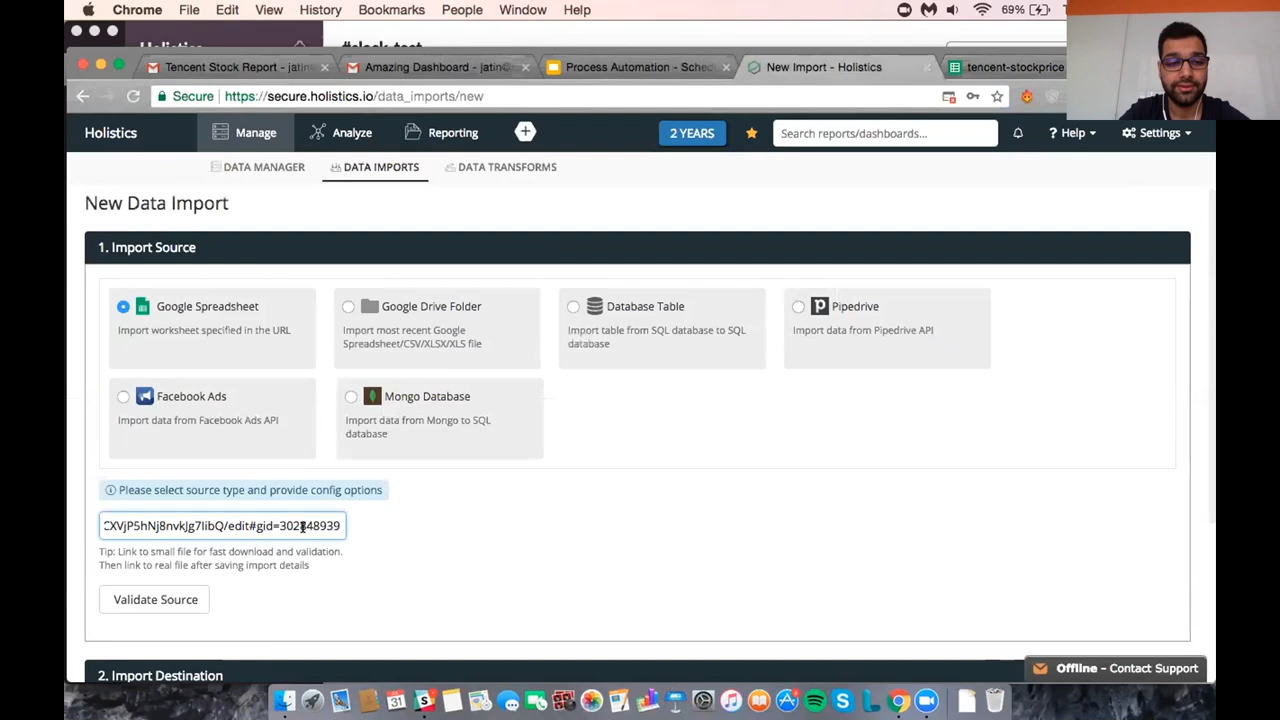 Chrome File Edit View History Bookmarks People Window Help 69%
Tencent Stock Report - jatin
Amazing Dashboard - jatin
Process Automation - Sched
New Import - Holistics
tencent-stockprice
Secure https://secure.holistics.io/data_imports/new
Holistics Manage Analyze Reporting 2 YEARS Search reports/dashboards... Help Settings
DATA MANAGER DATA IMPORTS DATA TRANSFORMS
New Data Import
1. Import Source
Google Spreadsheet
Import worksheet specified in the URL
Google Drive Folder
Import most recent Google
Spreadsheet/CSV/XLSX/XLS file
Database Table
Import table from SQL database to SQL
database
Pipedrive
Import data from Pipedrive API
Facebook Ads
Import data from Facebook Ads API
Mongo Database
Import data from Mongo to SQL
database
Please select source type and provide config options
Tip: Link to small file for fast download and validation.
Then link to real file after saving import details
Validate Source
2. Import Destination
Offline - Contact Support